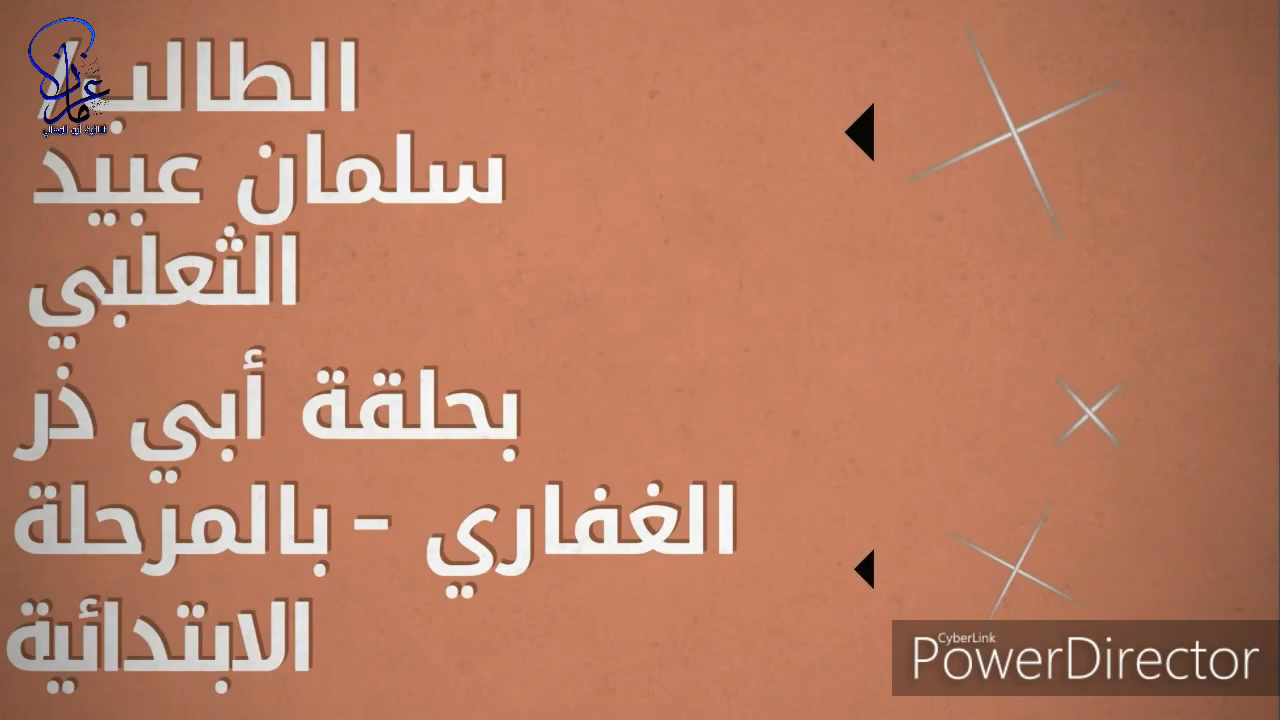 الطالب/
سلمان عبيد
الثعلبي
بحلقة أبي ذر
الغفاري - بالمرحلة
الابتدائية
CyberLink
PowerDirector